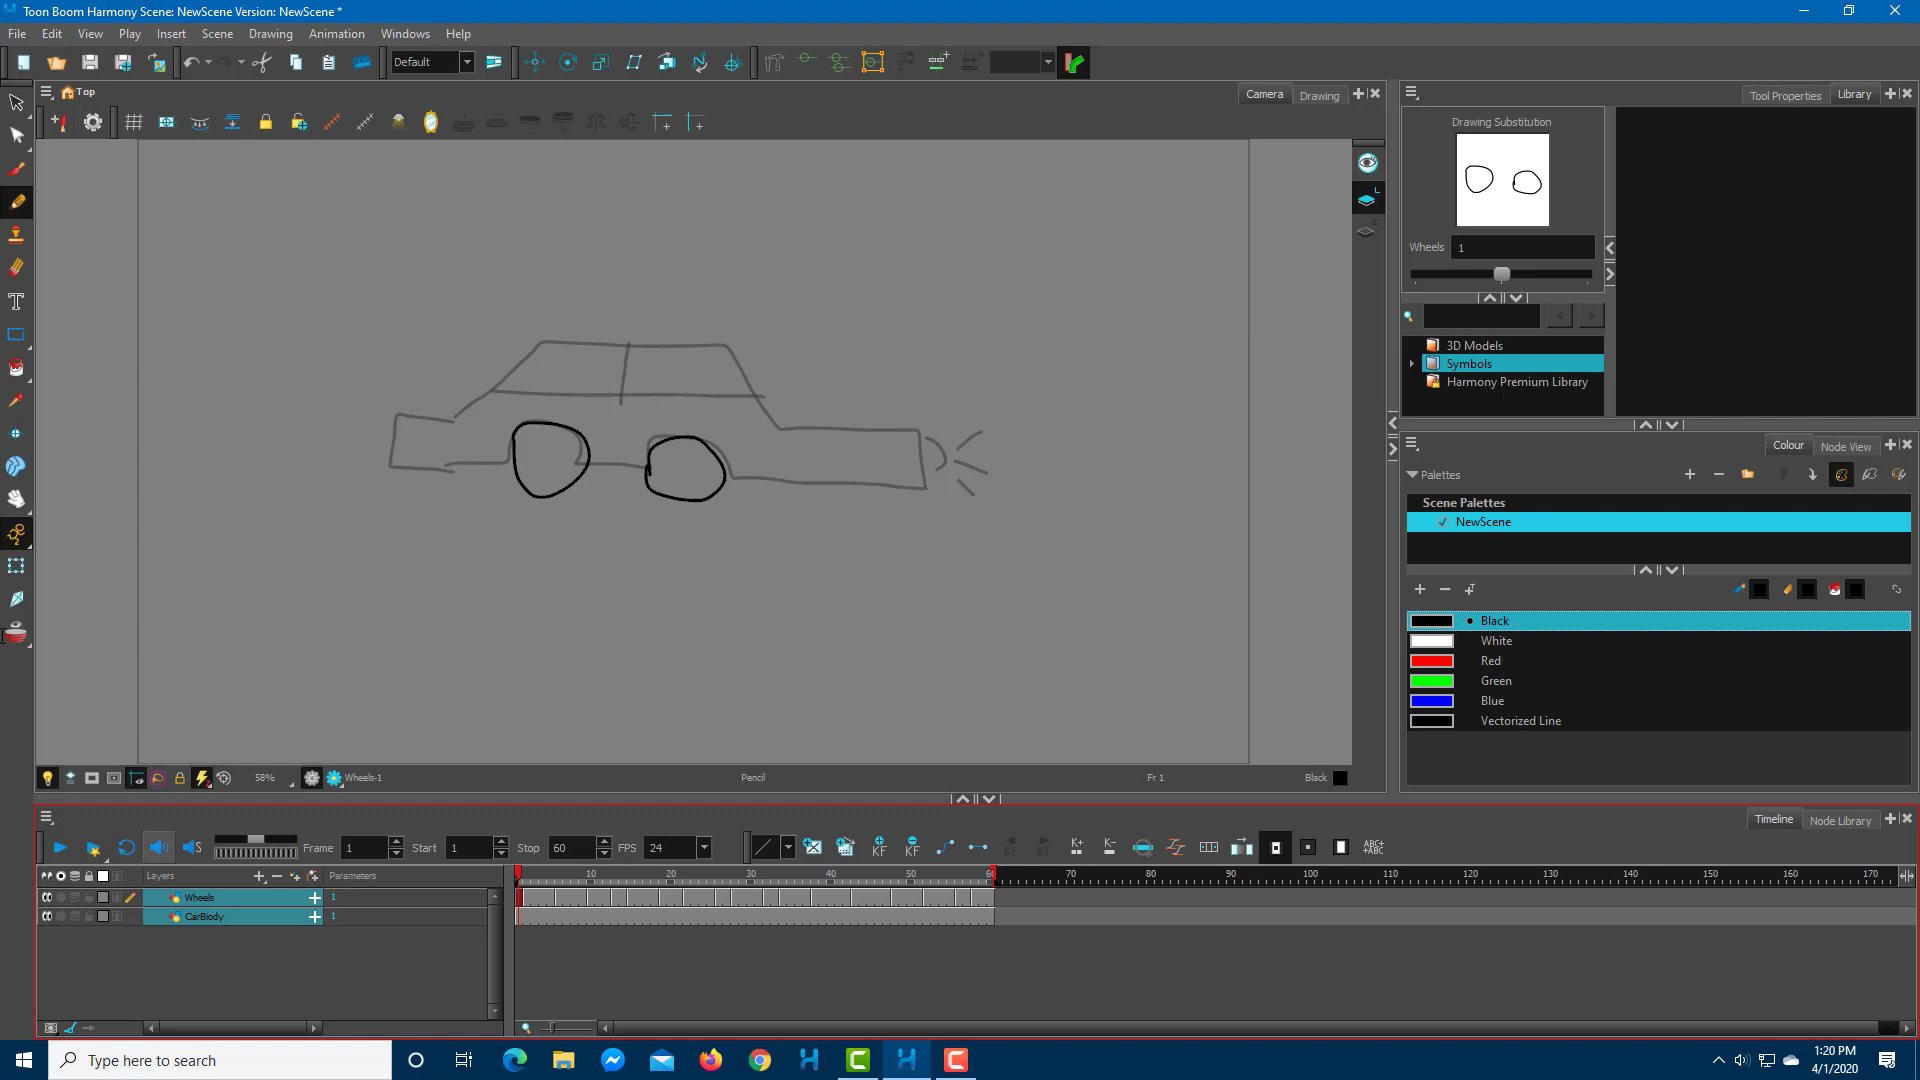 Toon Boom Harmony Scene: NewScene Version: NewScene *
File Edit View Play Insert Scene Drawing Animation Windows Help
Default
Top
Camera Drawing
Tool Properties Library
Drawing Substitution
Wheels 1
3D Models
Symbols
Harmony Premium Library
Colour Node View
Palettes
Scene Palettes
NewScene
Black
White
Red
Green
Blue
Vectorized Line
58% Wheels-1 Pencil Fr 1 Black
Timeline Node Library
Frame 1 Start 1 Stop 60 FPS 24
Layers Parameters
10 20 30 40 50 60 70 80 90 100 110 120 130 140 150 160 170
Wheels 1
CarBiody 1
Type here to search
1:20 PM
4/1/2020